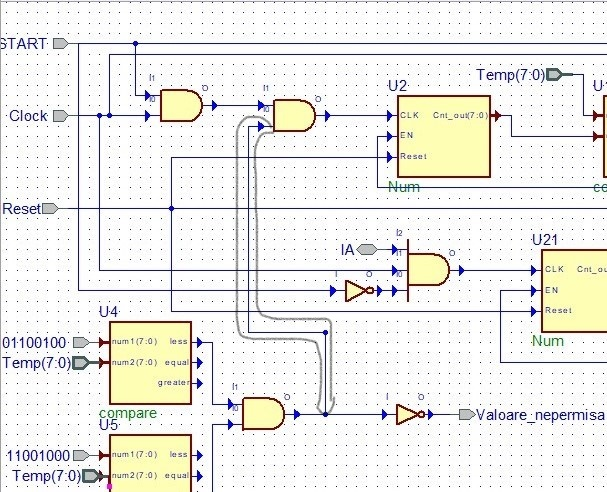 START
Temp(7:0)
I1
O
I1
O
U2
I0
Clock
CLK
Cnt_out(7:0)
EN
Reset
Num
Reset
I2
IA
I1
O
U21
CLK
I
O
I0
EN
Reset
U4
01100100
num1(7:0)
less
Num
Temp(7:0)
num2(7:0)
equal
greater
I1
O
I
O
compare
I0
Valoare_nepermisa
U5
11001000
num1(7:0)
less
Temp(7:0)
num2(7:0)
equal